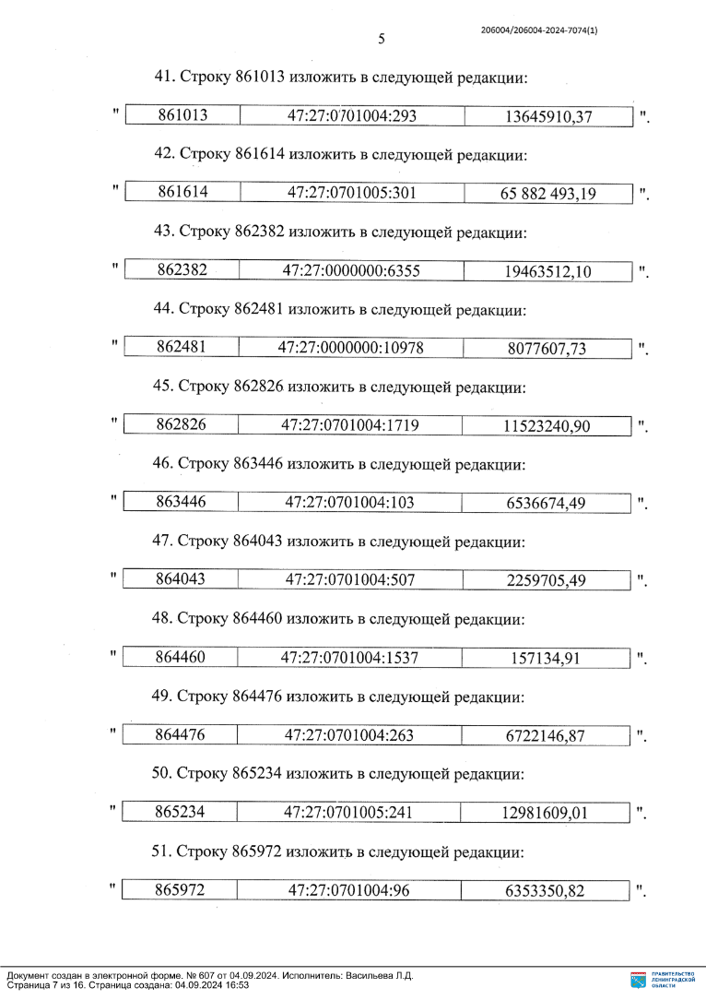 206004/206004-2024-7074(1)
5
41. Строку 861013 изложить в следующей редакции:
" 861013 47:27:0701004:293 13645910,37 ".
42. Строку 861614 изложить в следующей редакции:
" 861614 47:27:0701005:301 65 882 493,19 ".
43. Строку 862382 изложить в следующей редакции:
" 862382 47:27:0000000:6355 19463512,10 ".
44. Строку 862481 изложить в следующей редакции:
" 862481 47:27:0000000:10978 8077607,73 ".
45. Строку 862826 изложить в следующей редакции:
" 862826 47:27:0701004:1719 11523240,90 ".
46. Строку 863446 изложить в следующей редакции:
" 863446 47:27:0701004:103 6536674,49 ".
47. Строку 864043 изложить в следующей редакции:
" 864043 47:27:0701004:507 2259705,49 ".
48. Строку 864460 изложить в следующей редакции:
" 864460 47:27:0701004:1537 157134,91 ".
49. Строку 864476 изложить в следующей редакции:
" 864476 47:27:0701004:263 6722146,87 ".
50. Строку 865234 изложить в следующей редакции:
" 865234 47:27:0701005:241 12981609,01 ".
51. Строку 865972 изложить в следующей редакции:
" 865972 47:27:0701004:96 6353350,82 ".
Документ создан в электронной форме. № 607 от 04.09.2024. Исполнитель: Васильева Л.Д.
Страница 7 из 16. Страница создана: 04.09.2024 16:53
ПРАВИТЕЛЬСТВО
ЛЕНИНГРАДСКОЙ
ОБЛАСТИ